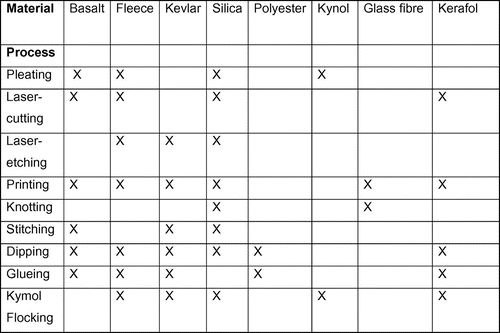 Material Basalt Fleece Kevlar Silica Polyester Kynol Glass fibre Kerafol
Process
Pleating X X X X
Laser-
cutting X X X X
Laser-
etching X X X
Printing X X X X X X
Knotting X X
Stitching X X X
Dipping X X X X X X
Glueing X X X X X
Kymol
Flocking X X X X X